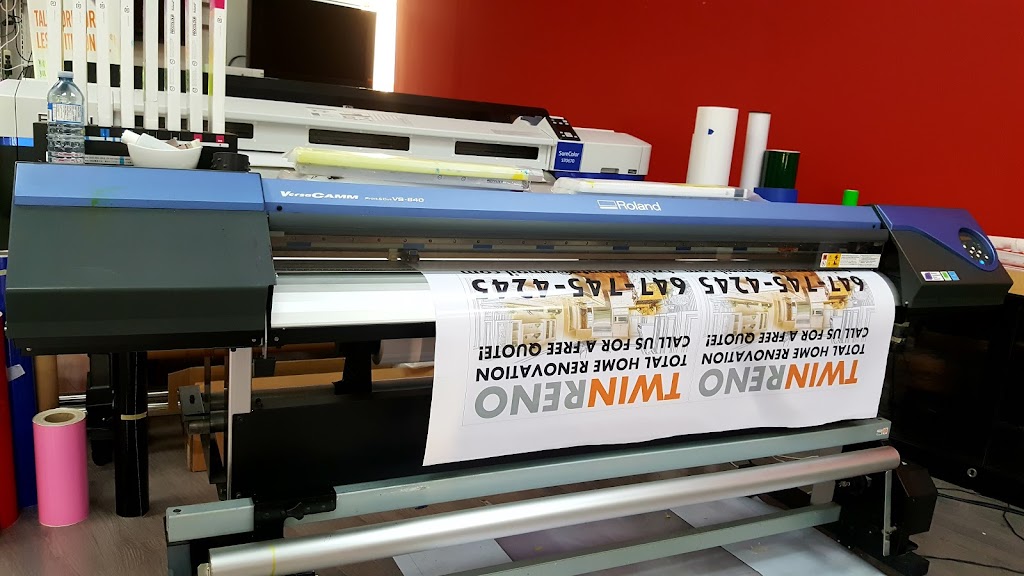 SureColor
S70670
VersaCAMM
VS-640
Roland
647-745-4245
647-745-4245
CALL US FOR A FREE QUOTE!
CALL US FOR A FREE QUOTE!
TOTAL HOME RENOVATION
TOTAL HOME RENOVATION
TWINRENO
TWINRENO